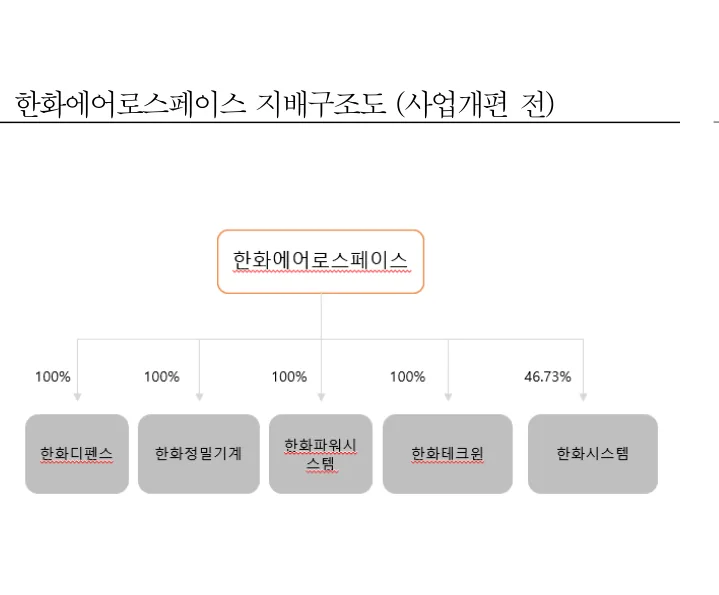 한화에어로스페이스 지배구조도 (사업개편 전)
한화에어로스페이스
100%
100%
100%
100%
46.73%
한화디펜스
한화정밀기계
한화파워시
스템
한화테크윈
한화시스템